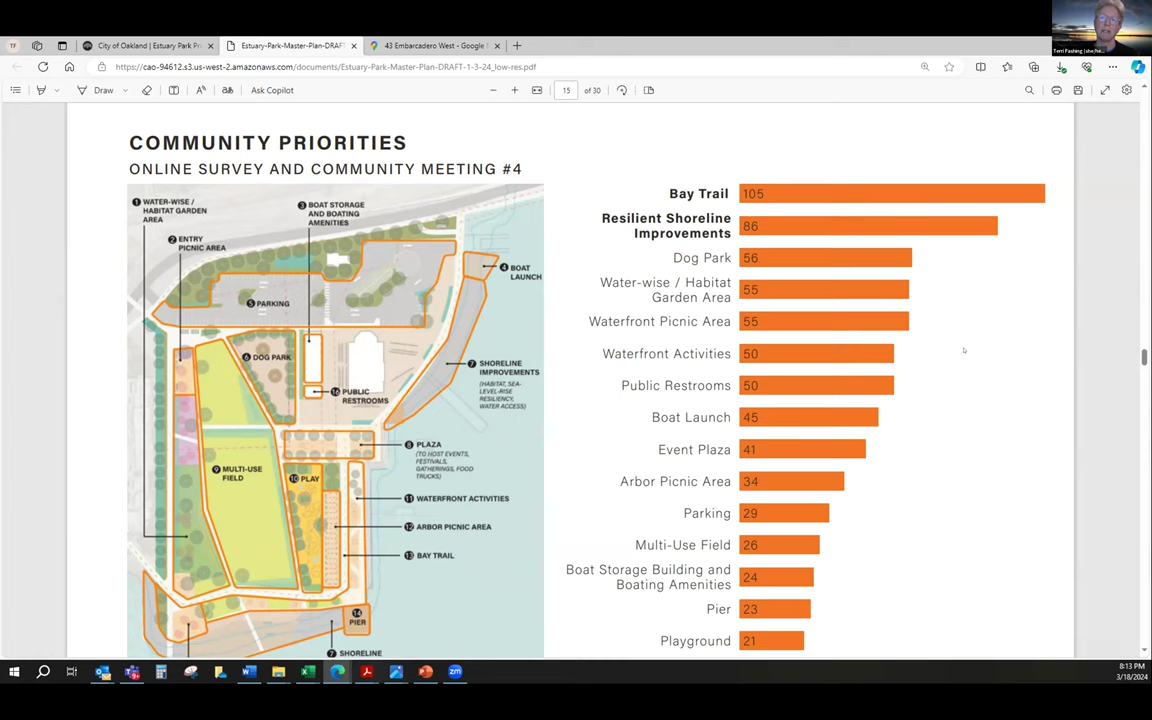 City of Oakland | Estuary Park Pr
Estuary-Park-Master-Plan-DRAFT-
43 Embarcadero West - Google
https://cao-94612.s3.us-west-2.amazonaws.com/documents/Estuary-Park-Master-Plan-DRAFT-1-3-24_low-res.pdf
Draw
Ask Copilot
15 of 30
COMMUNITY PRIORITIES
ONLINE SURVEY AND COMMUNITY MEETING #4
1 WATER-WISE /
HABITAT GARDEN
AREA
2 ENTRY
PICNIC AREA
3 BOAT STORAGE
AND BOATING
AMENITIES
4 BOAT
LAUNCH
5 PARKING
6 DOG PARK
7 SHORELINE
IMPROVEMENTS
(HABITAT, SEA-
LEVEL-RISE
RESILIENCY,
WATER ACCESS)
16 PUBLIC
RESTROOMS
8 PLAZA
(TO HOST EVENTS,
FESTIVALS,
GATHERINGS, FOOD
TRUCKS)
9 MULTI-USE
FIELD
10 PLAY
11 WATERFRONT ACTIVITIES
12 ARBOR PICNIC AREA
13 BAY TRAIL
14
PIER
7 SHORELINE
Bay Trail 105
Resilient Shoreline
Improvements 86
Dog Park 56
Water-wise / Habitat
Garden Area 55
Waterfront Picnic Area 55
Waterfront Activities 50
Public Restrooms 50
Boat Launch 45
Event Plaza 41
Arbor Picnic Area 34
Parking 29
Multi-Use Field 26
Boat Storage Building and
Boating Amenities 24
Pier 23
Playground 21
8:13 PM
3/18/2024